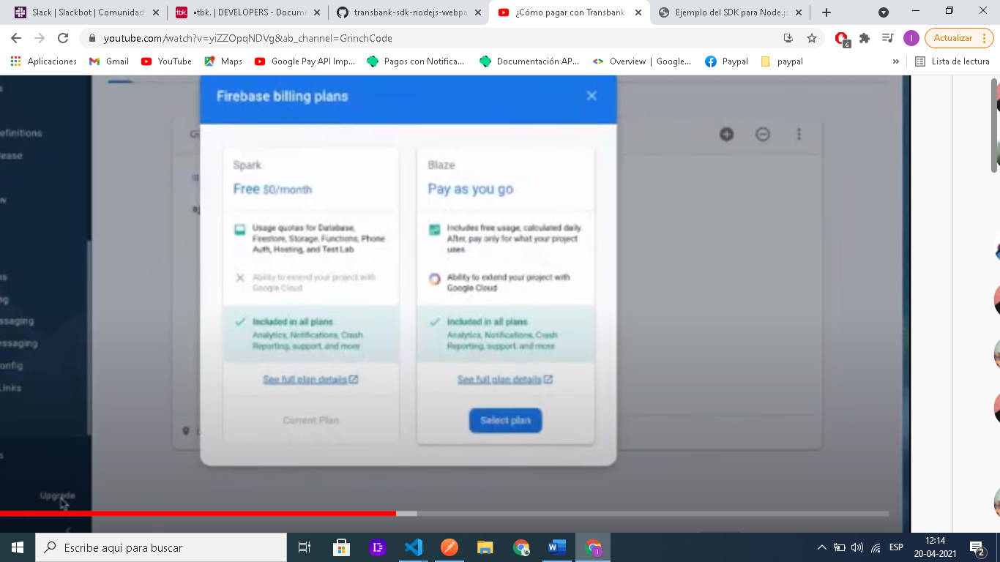 Slack | Slackbot | Comunidad
•tbk. | DEVELOPERS - Docume
transbank-sdk-nodejs-webpa
¿Como pagar con Transbank
Ejemplo del SDK para Node.js
youtube.com/watch?v=yiZZOpqNDVg&ab_channel=GrinchCode
6
I
Actualizar
Aplicaciones
Gmail
YouTube
Maps
Google Pay API Imp...
Pago con Notifica...
Documentación AP...
Overview | Google...
Paypal
paypal
»
Lista de lectura
Firebase billing plans
efinitions
lease
ssaging
essaging
onfig
Links
Upgrade
Spark
Free $0/month
Usage quotas for Database,
Firestore, Storage, Functions, Phone
Auth, Hosting, and Test Lab
Ability to extend your project with
Google Cloud
Included in all plans
Analytics, Notifications, Crash
Reporting, support, and more
See full plan details
Current Plan
Blaze
Pay as you go
Includes free usage, calculated daily.
After, pay only for what your project
uses
Ability to extend your project with
Google Cloud
Included in all plans
Analytics, Notifications, Crash
Reporting, support, and more
See full plan details
Select plan
Escribe aquí para buscar
ESP
12:14
20-04-2021
2